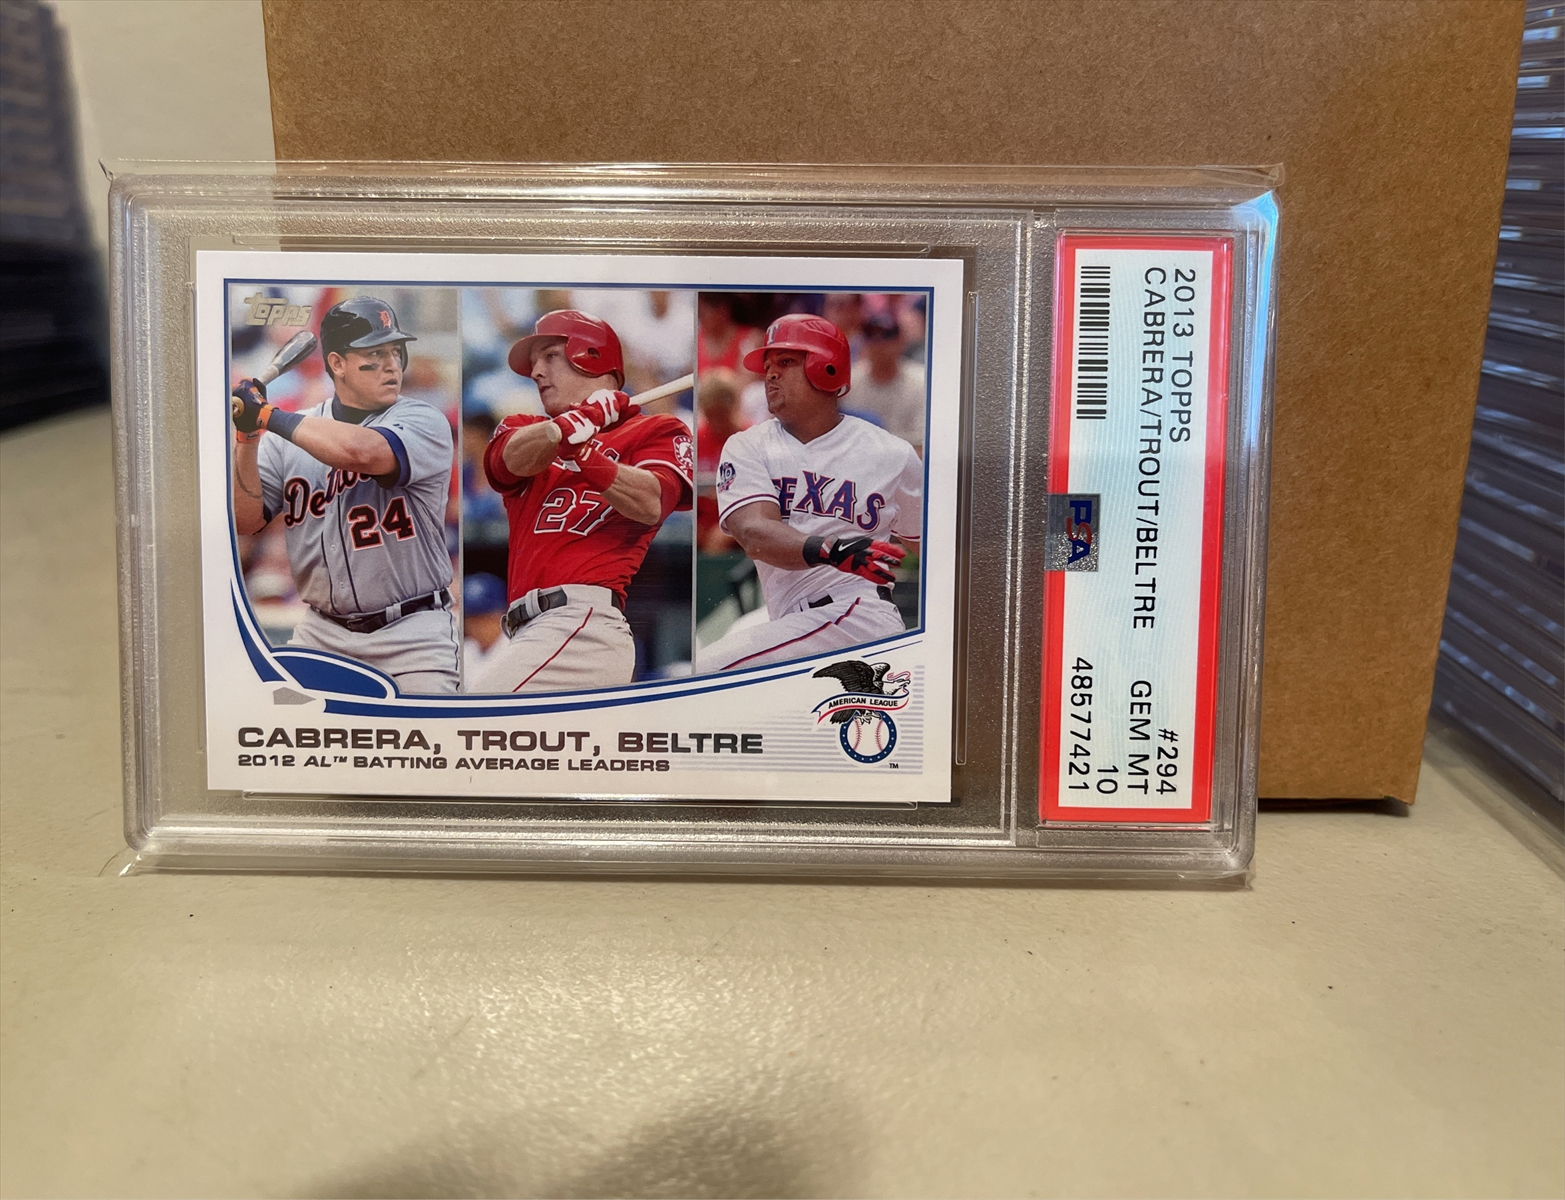 Topps
Detroit
24
27
TEXAS
AMERICAN LEAGUE
TM
CABRERA, TROUT, BELTRE
2012 AL™ BATTING AVERAGE LEADERS
2013 TOPPS #294
CABRERA/TROUT/BELTRE GEM MT
10
PSA
48577421